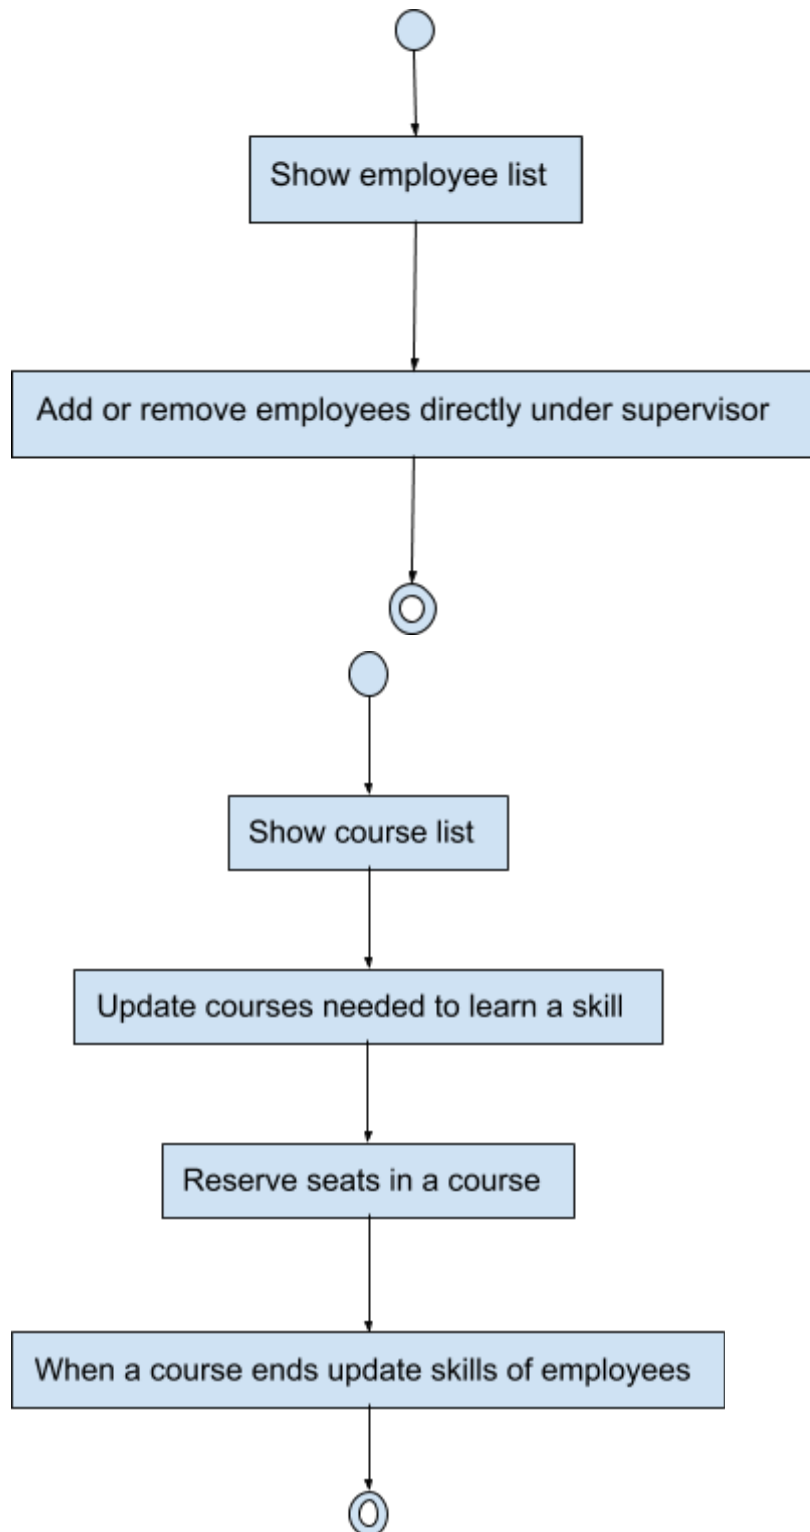 Show employee list
Add or remove employees directly under supervisor
Show course list
Update courses needed to learn a skill
Reserve seats in a course
When a course ends update skills of employees